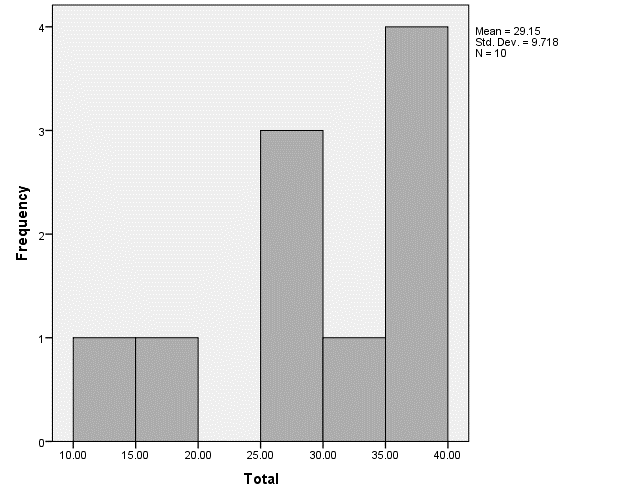 Mean = 29.15
Std. Dev. = 9.718
N = 10
Frequency
4
3
2
1
0
10.00 15.00 20.00 25.00 30.00 35.00 40.00
Total